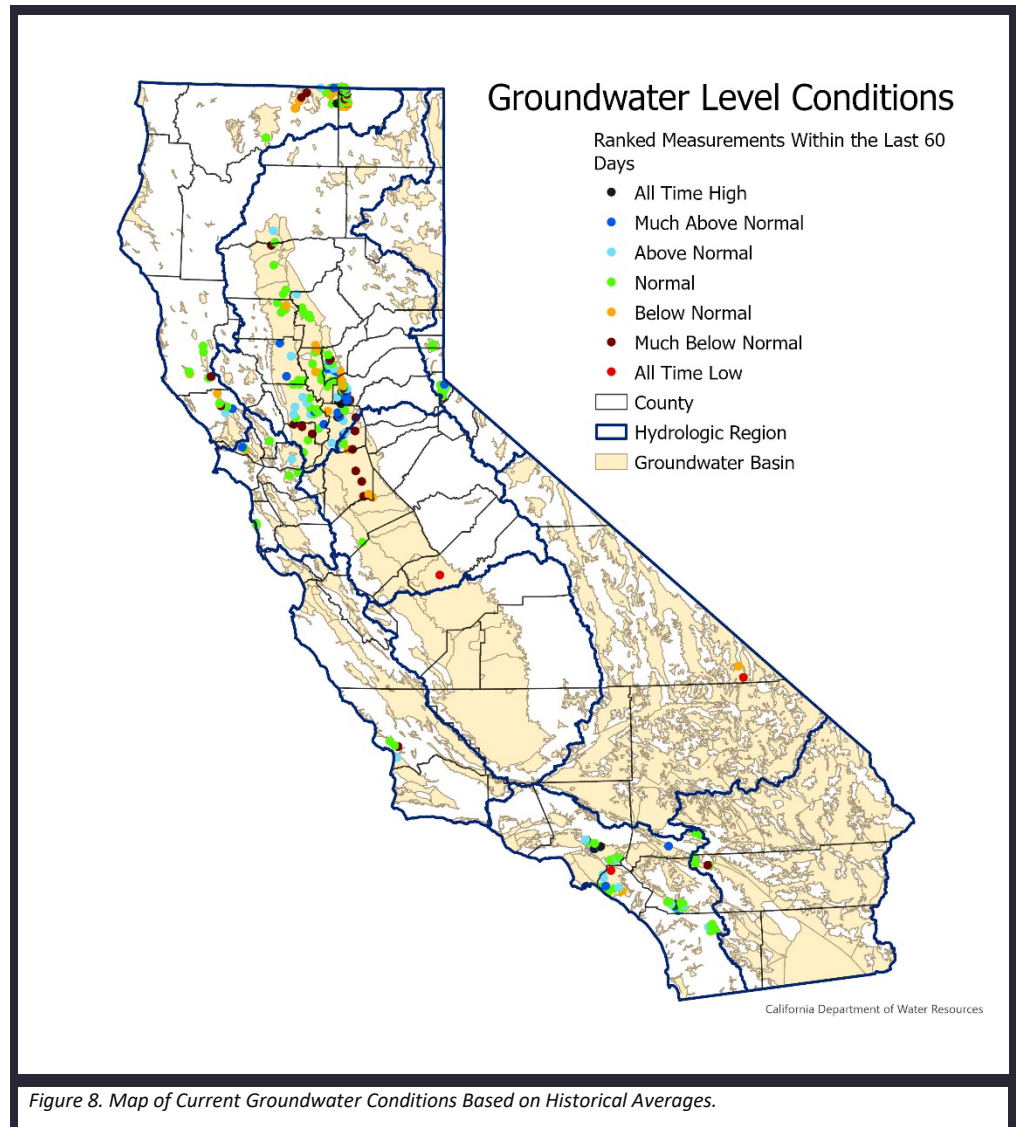 Groundwater Level Conditions
Ranked Measurements Within the Last 60
Days
All Time High
Much Above Normal
Above Normal
Normal
Below Normal
Much Below Normal
All Time Low
County
Hydrologic Region
Groundwater Basin
California Department of Water Resources
Figure 8. Map of Current Groundwater Conditions Based on Historical Averages.